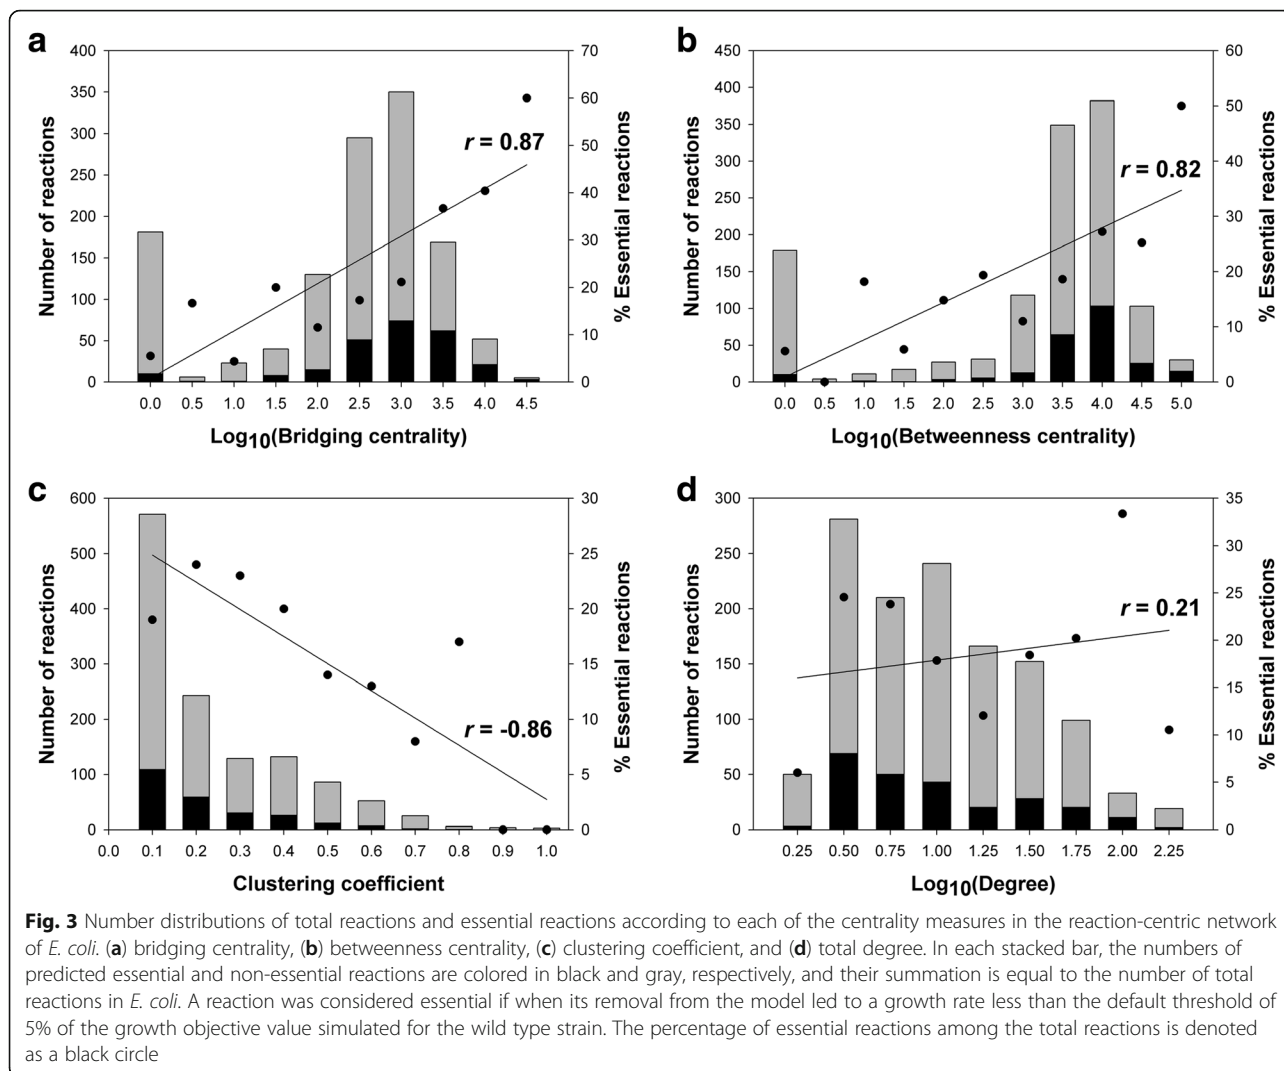 a
400
350
300
250
200
150
100
50
0
Number of reactions
70
60
50
40
30
20
10
0
% Essential reactions
r = 0.87
0.0 0.5 1.0 1.5 2.0 2.5 3.0 3.5 4.0 4.5
Log10(Bridging centrality)
b
450
400
350
300
250
200
150
100
50
0
Number of reactions
60
50
40
30
20
10
0
% Essential reactions
r = 0.82
0.0 0.5 1.0 1.5 2.0 2.5 3.0 3.5 4.0 4.5 5.0
Log10(Betweenness centrality)
c
600
500
400
300
200
100
0
Number of reactions
30
25
20
15
10
5
0
% Essential reactions
r = -0.86
0.0 0.1 0.2 0.3 0.4 0.5 0.6 0.7 0.8 0.9 1.0
Clustering coefficient
d
300
250
200
150
100
50
0
Number of reactions
35
30
25
20
15
10
5
0
% Essential reactions
r = 0.21
0.25 0.50 0.75 1.00 1.25 1.50 1.75 2.00 2.25
Log10(Degree)
Fig. 3 Number distributions of total reactions and essential reactions according to each of the centrality measures in the reaction-centric network
of E. coli. (a) bridging centrality, (b) betweenness centrality, (c) clustering coefficient, and (d) total degree. In each stacked bar, the numbers of
predicted essential and non-essential reactions are colored in black and gray, respectively, and their summation is equal to the number of total
reactions in E. coli. A reaction was considered essential if when its removal from the model led to a growth rate less than the default threshold of
5% of the growth objective value simulated for the wild type strain. The percentage of essential reactions among the total reactions is denoted
as a black circle